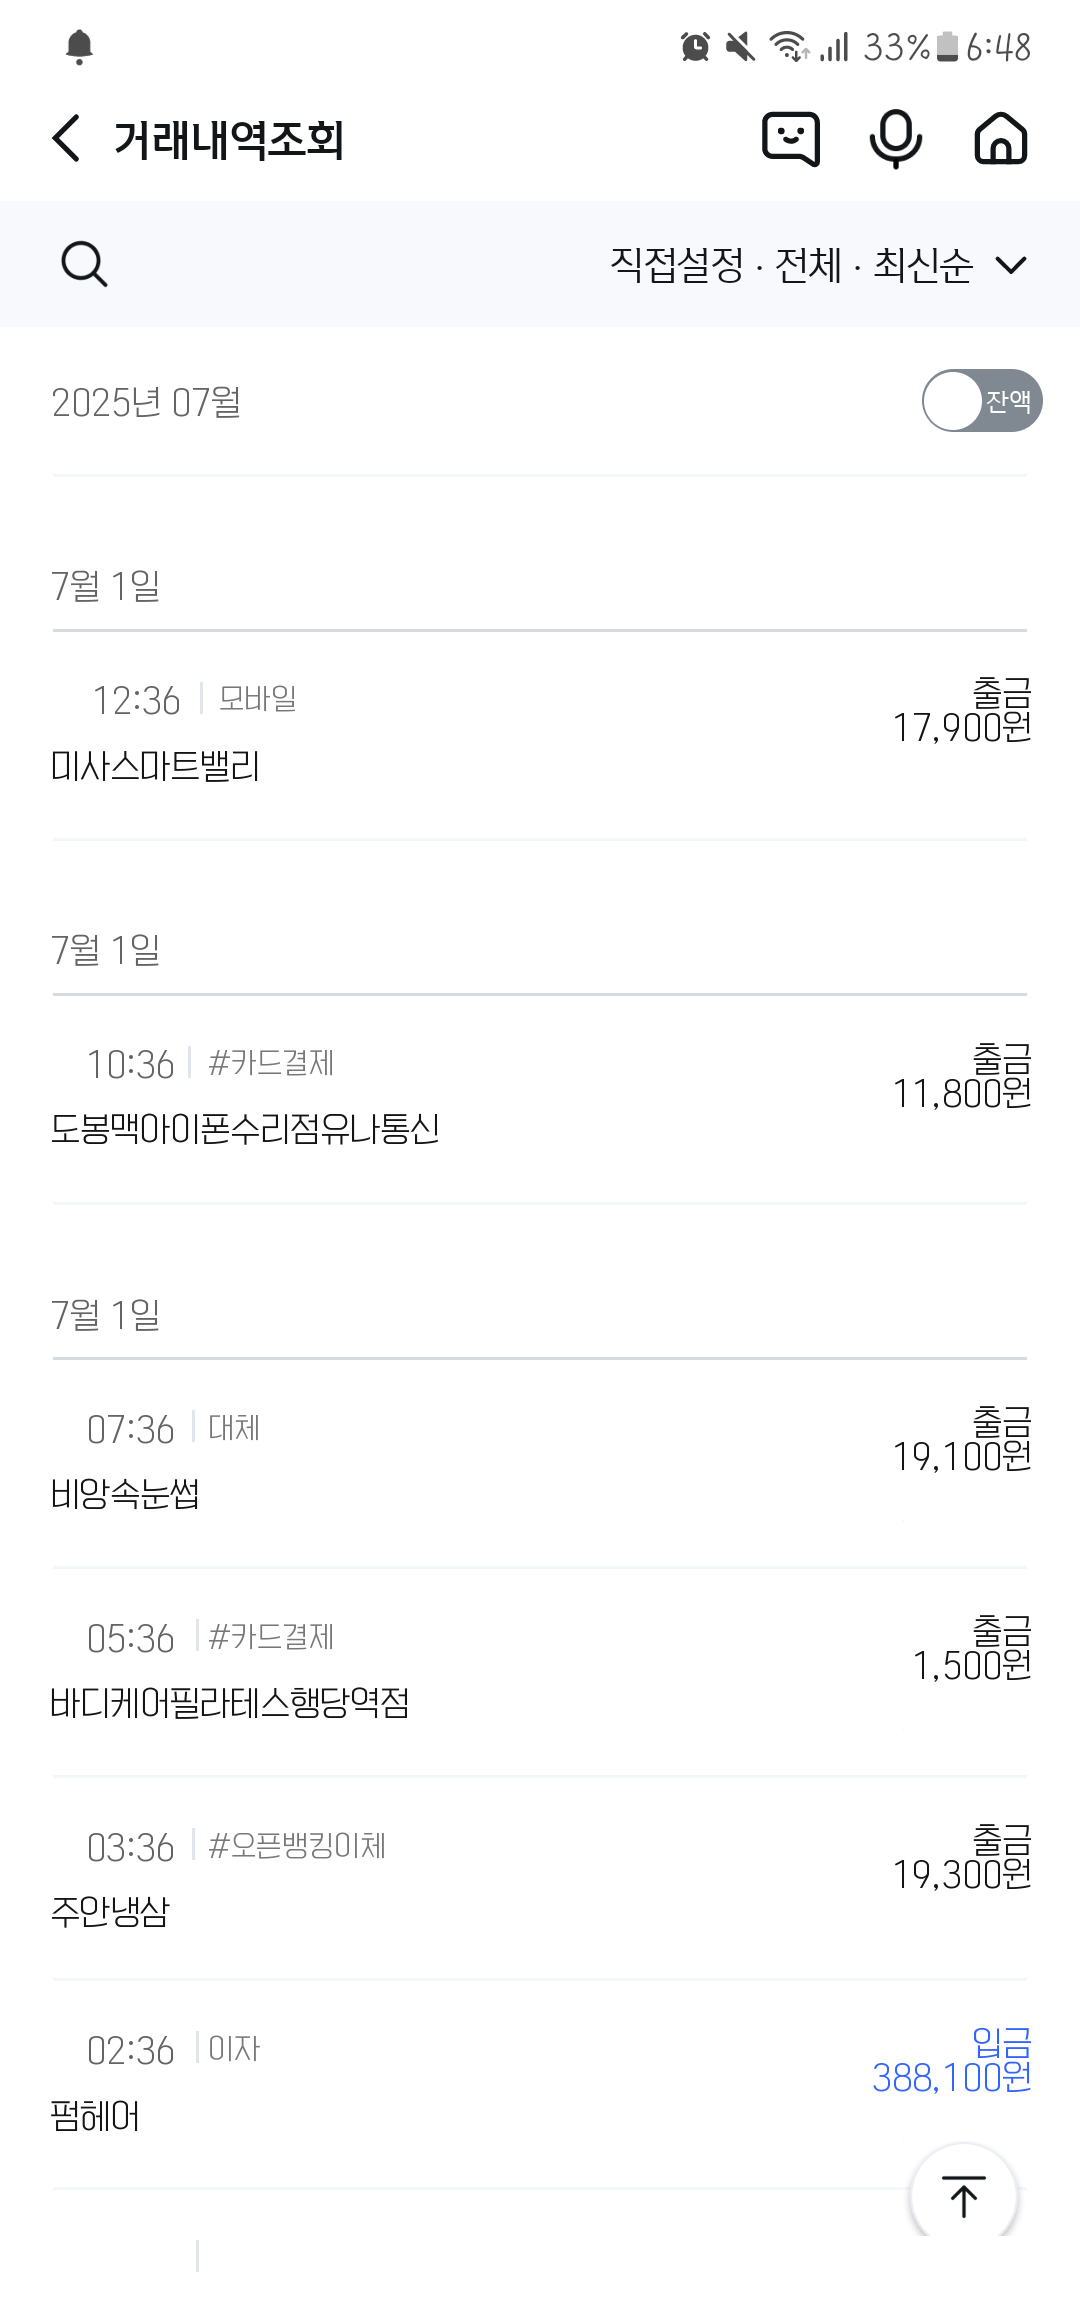 33% 6:48
거래내역조회
직접설정 · 전체 · 최신순
2025년 07월
잔액
7월 1일
12:36 모바일
출금
17,900원
미사스마트밸리
7월 1일
10:36 #카드결제
출금
11,800원
도봉맥아이폰수리점유나통신
7월 1일
07:36 대체
출금
19,100원
비앙속눈썹
05:36 #카드결제
출금
1,500원
바디케어필라테스행당역점
03:36 #오픈뱅킹이체
출금
19,300원
주안냉삼
02:36 이자
입금
388,100원
펌헤어